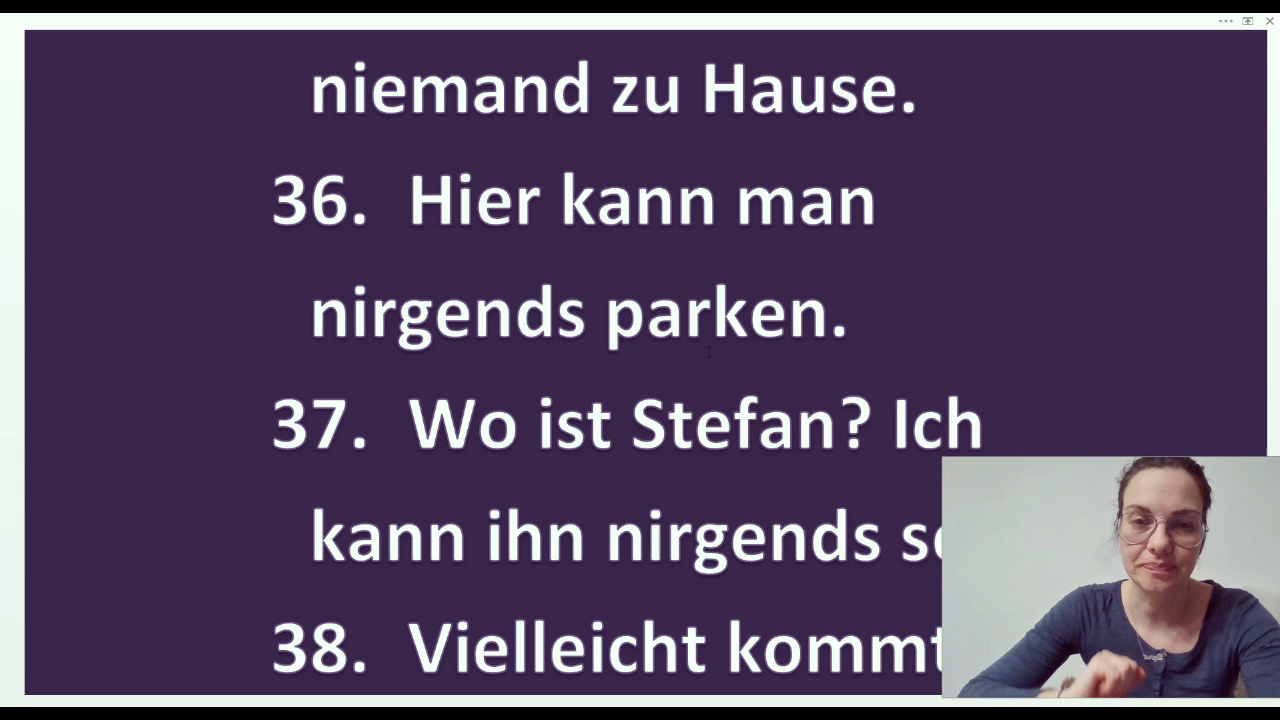 niemand zu Hause.
36. Hier kann man
nirgends parken.
37. Wo ist Stefan? Ich
kann ihn nirgends
38. Vielleicht kommt